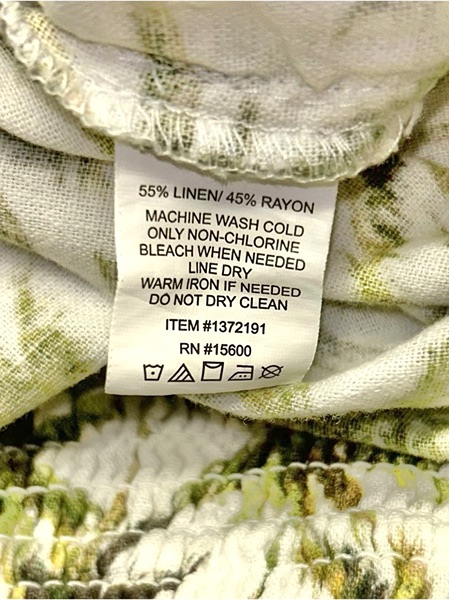 55% LINEN/ 45% RAYON
MACHINE WASH COLD
ONLY NON-CHLORINE
BLEACH WHEN NEEDED
LINE DRY
WARM IRON IF NEEDED
DO NOT DRY CLEAN
ITEM #1372191
RN #15600